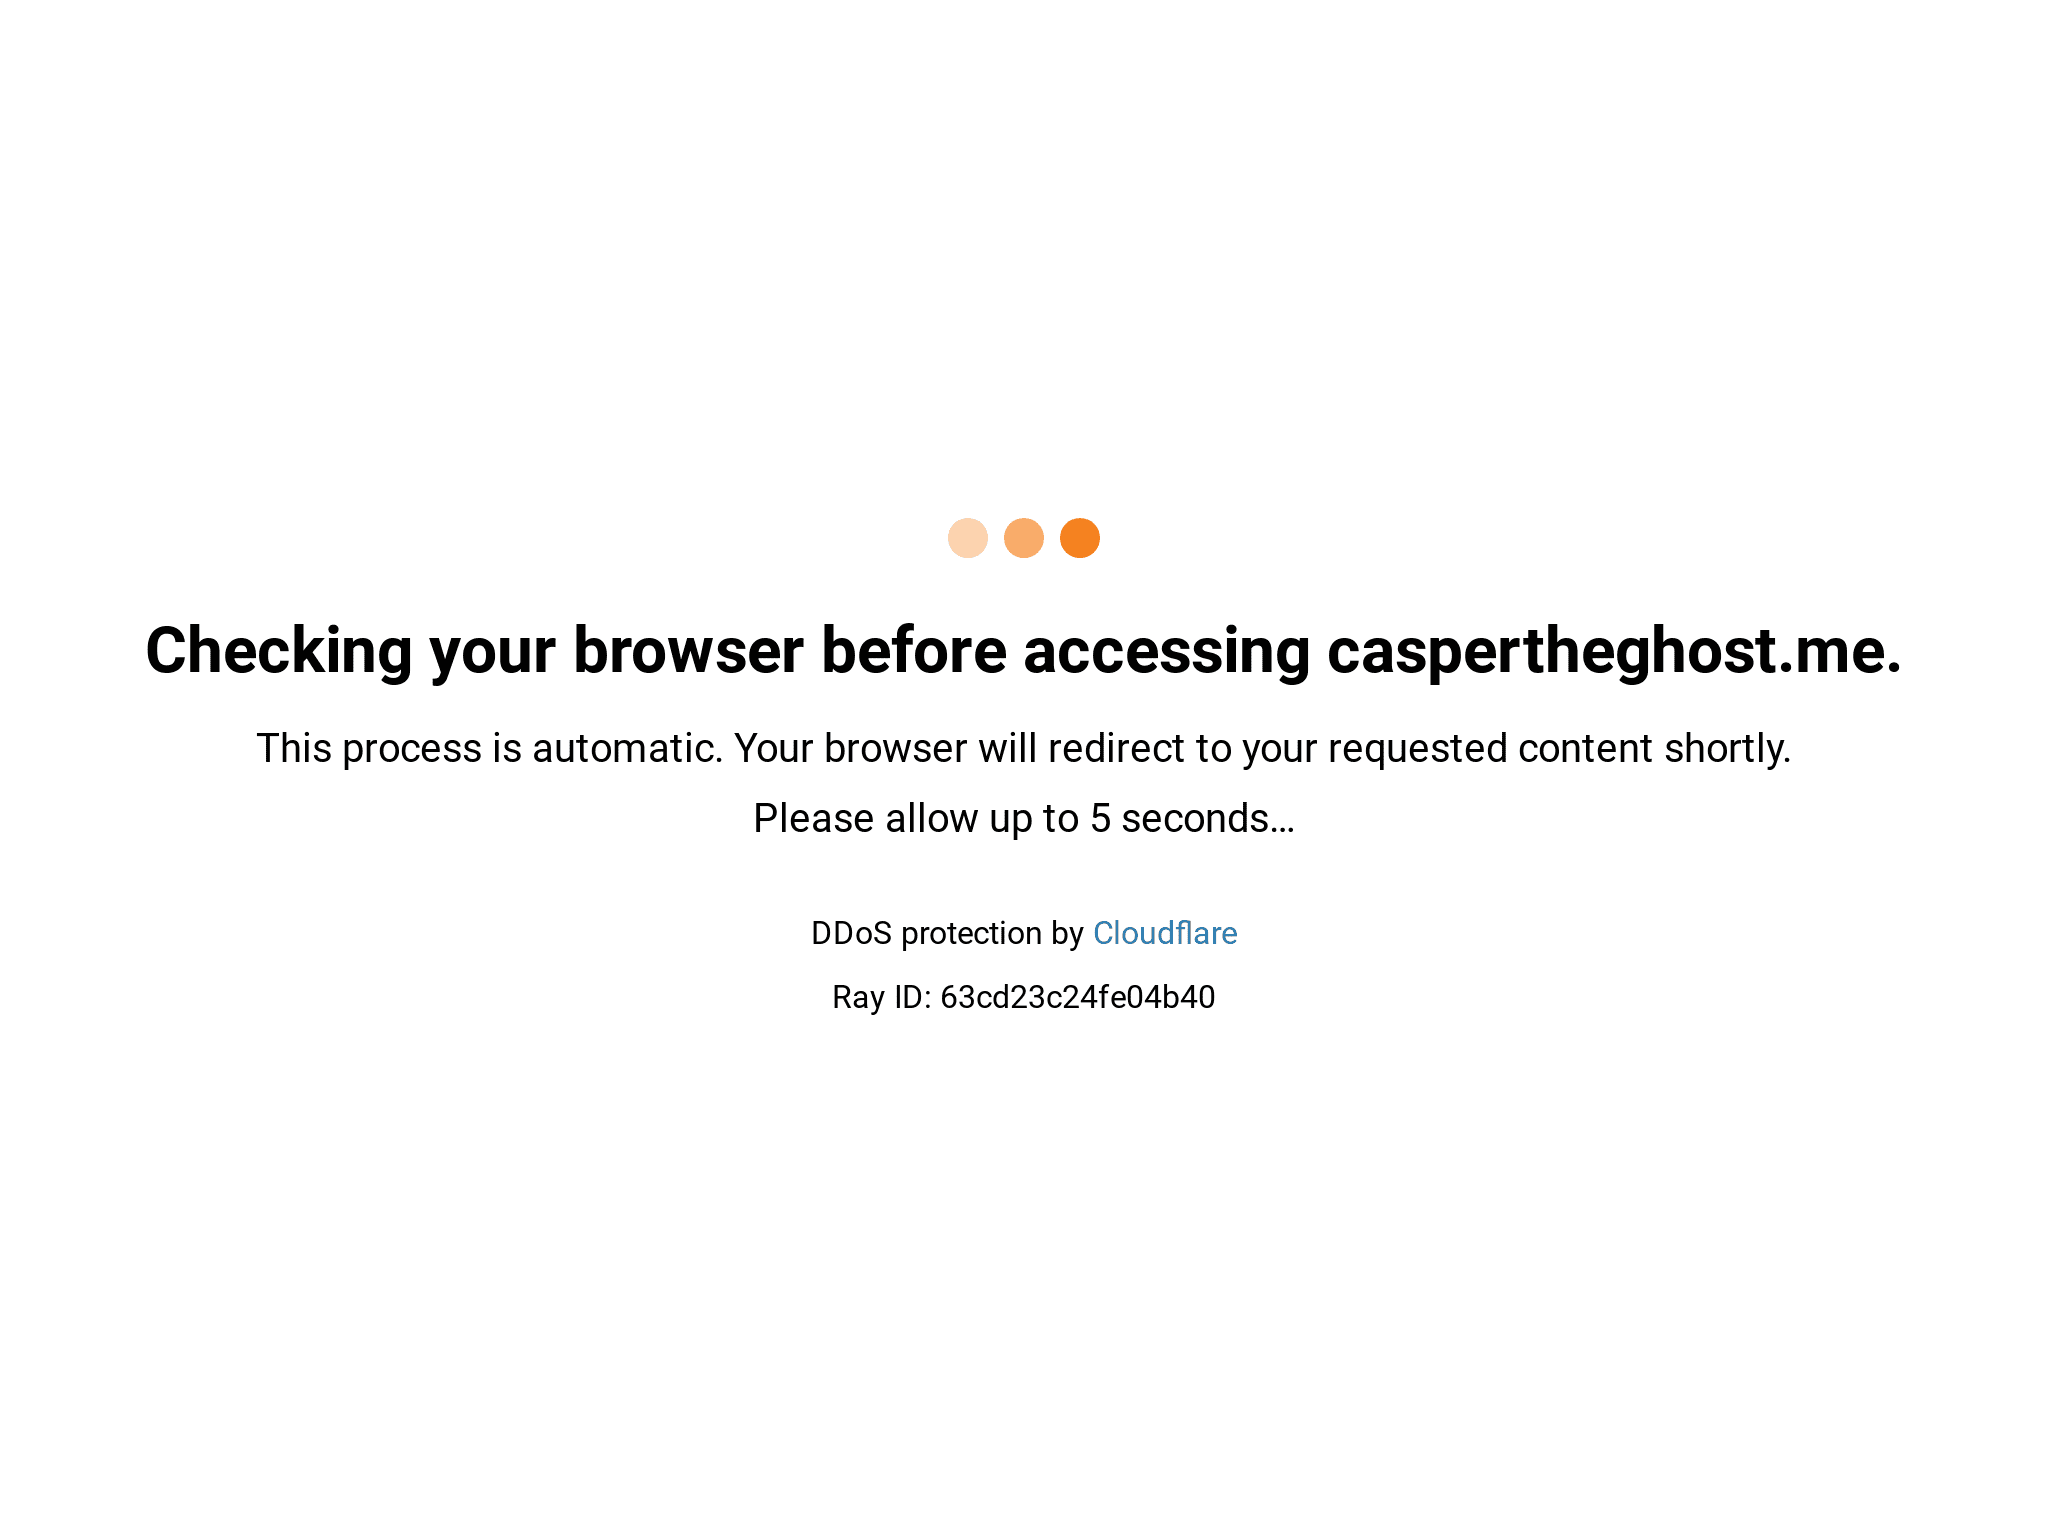 Checking your browser before accessing caspertheghost.me.
This process is automatic. Your browser will redirect to your requested content shortly.
Please allow up to 5 seconds…
DDoS protection by Cloudflare
Ray ID: 63cd23c24fe04b40